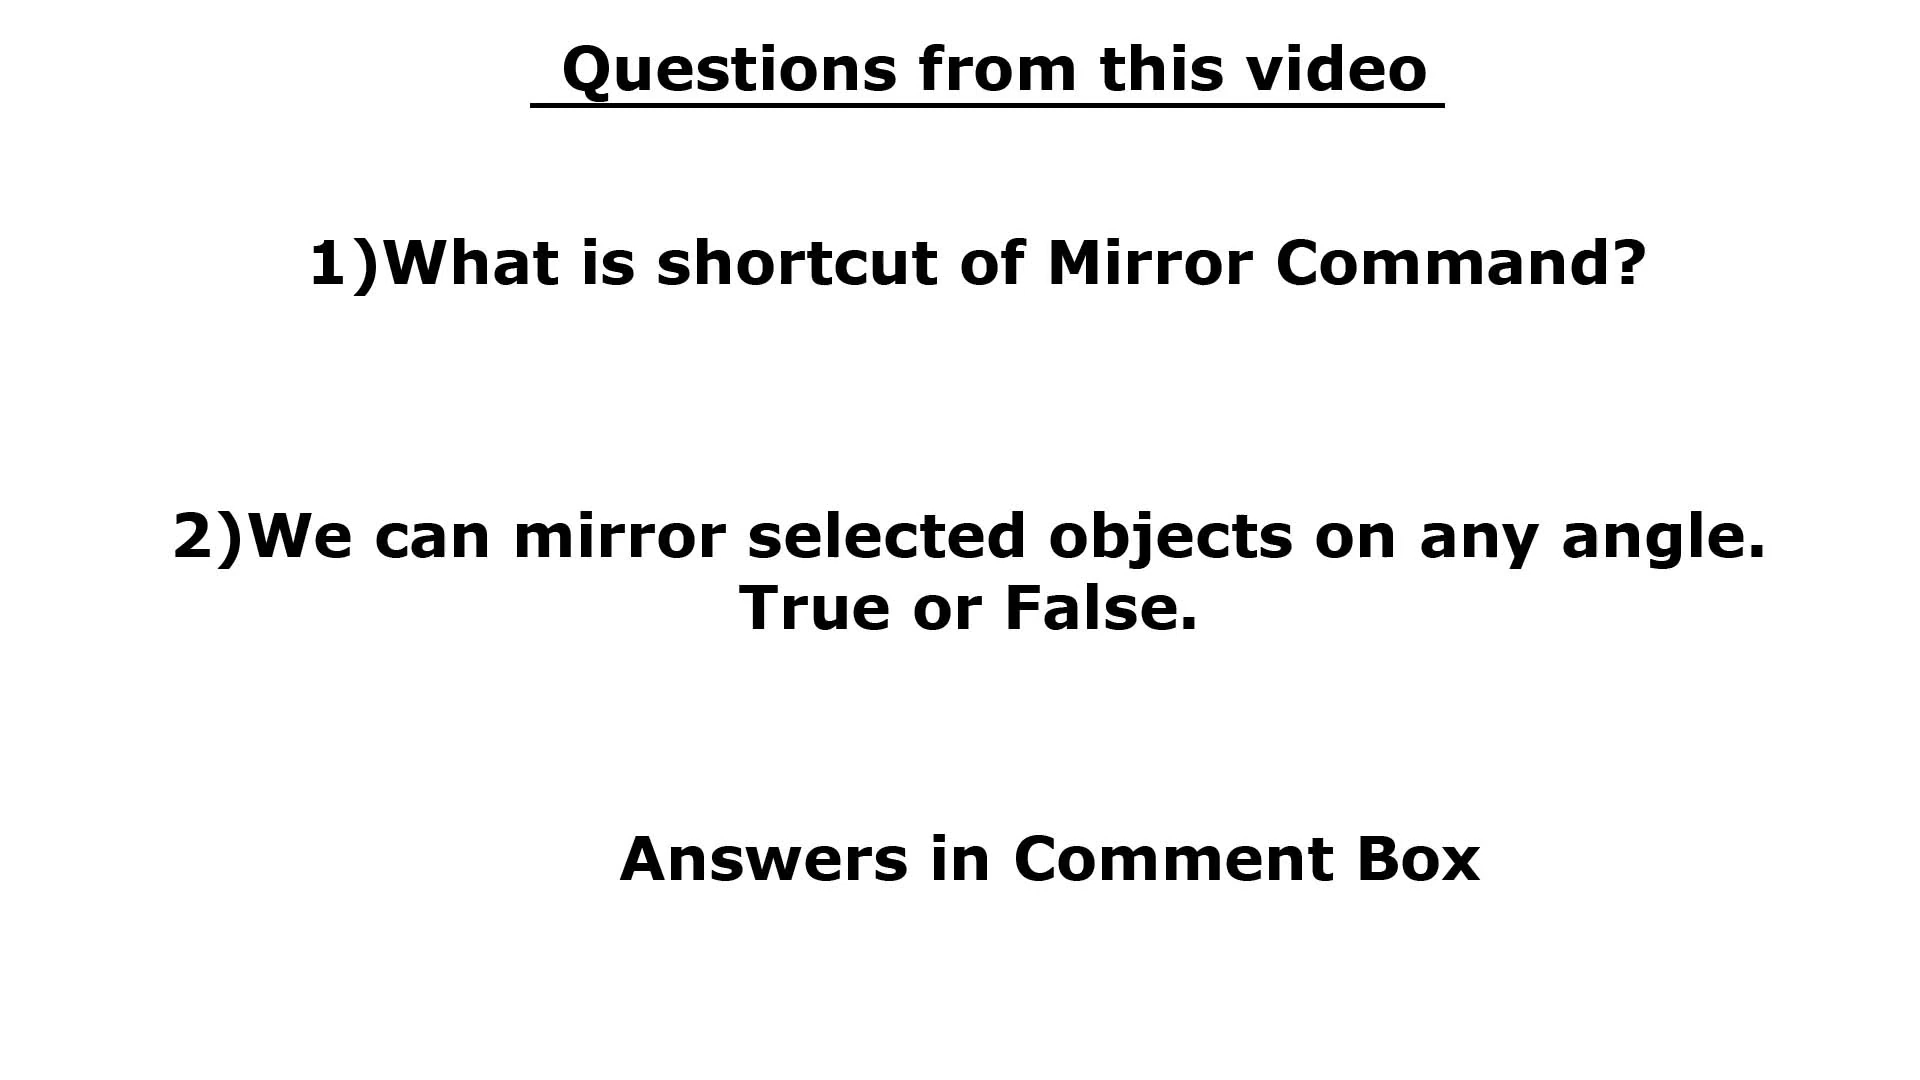 Questions from this video
1)What is shortcut of Mirror Command?
2)We can mirror selected objects on any angle.
True or False.
Answers in Comment Box